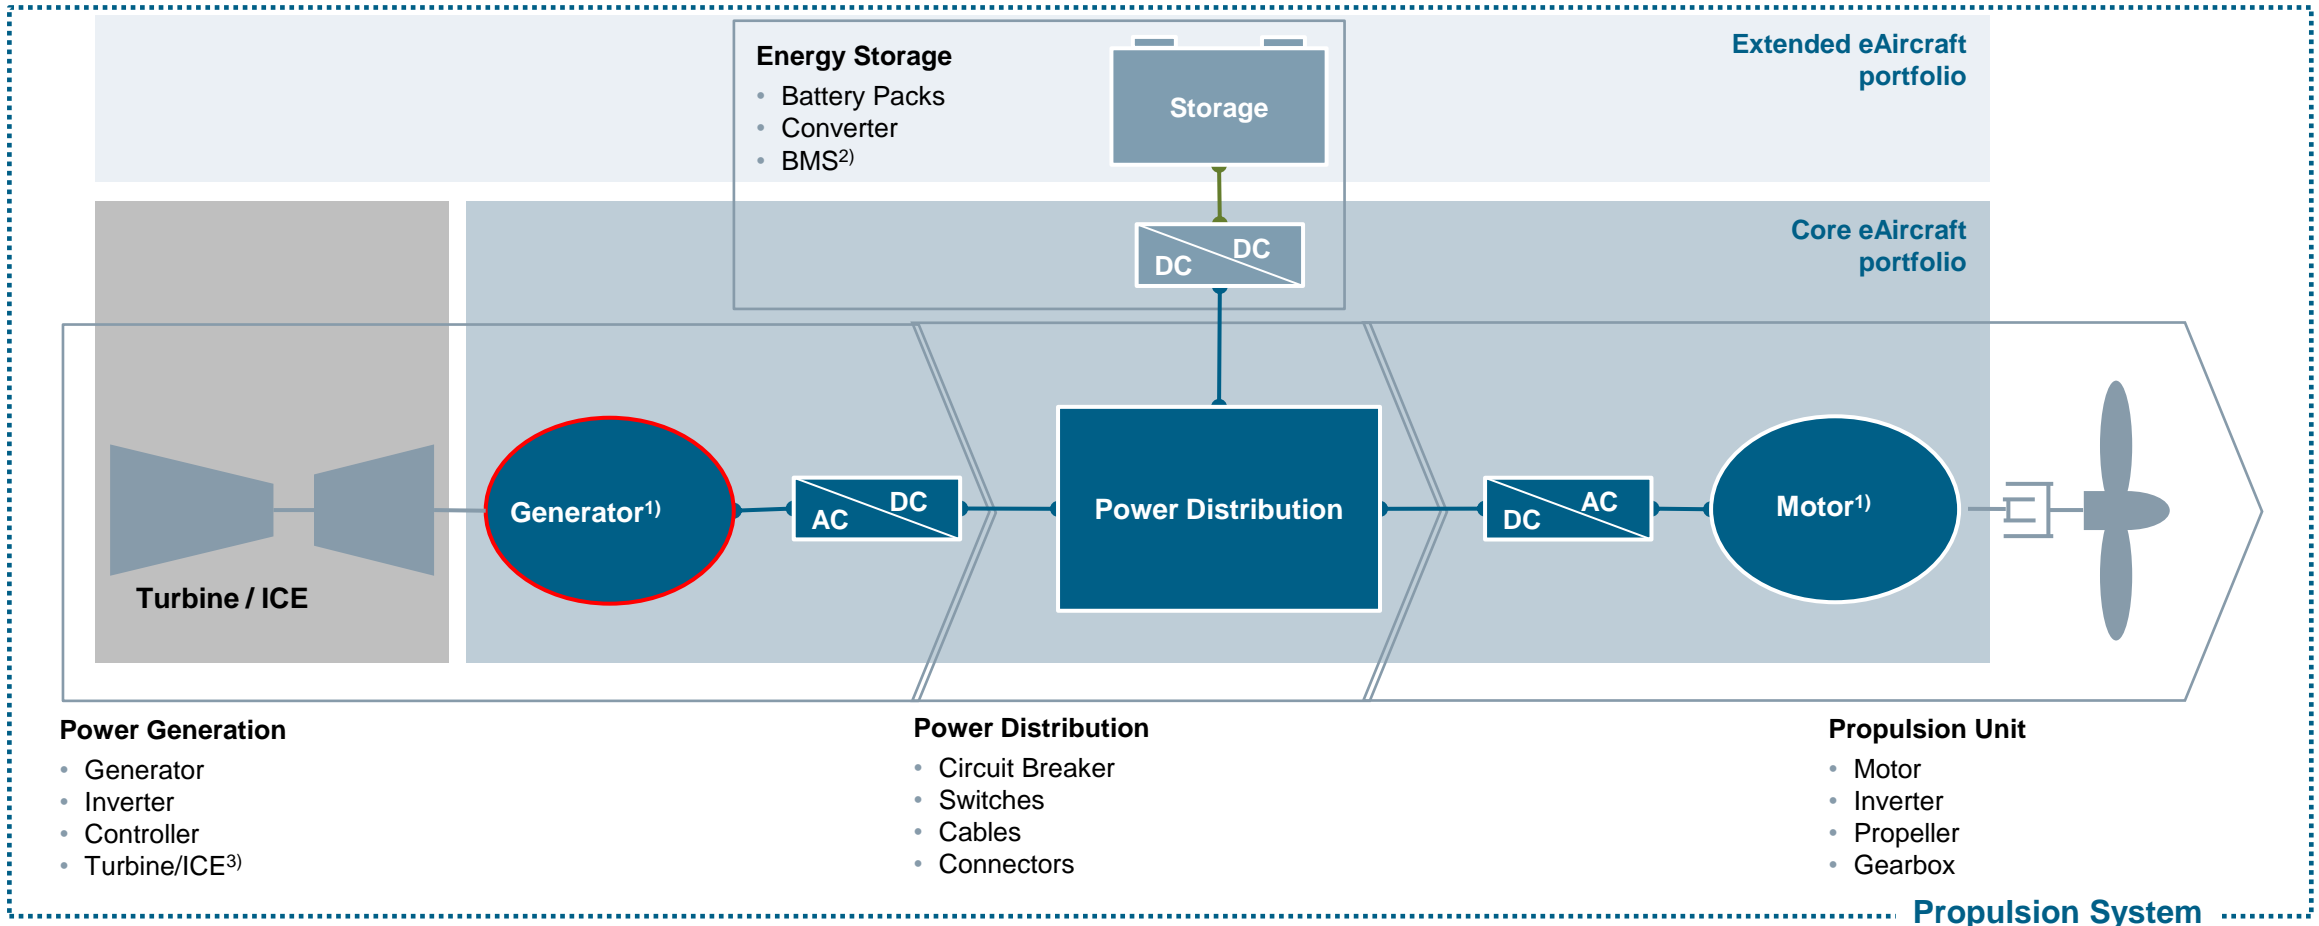 Energy Storage
• Battery Packs
• Converter
• BMS2)
Storage
Extended eAircraft
portfolio
DC
DC
Core eAircraft
portfolio
Turbine / ICE
Generator1)
AC
DC
Power Distribution
DC
AC
Motor1)
Power Generation
• Generator
• Inverter
• Controller
• Turbine/ICE3)
Power Distribution
• Circuit Breaker
• Switches
• Cables
• Connectors
Propulsion Unit
• Motor
• Inverter
• Propeller
• Gearbox
Propulsion System